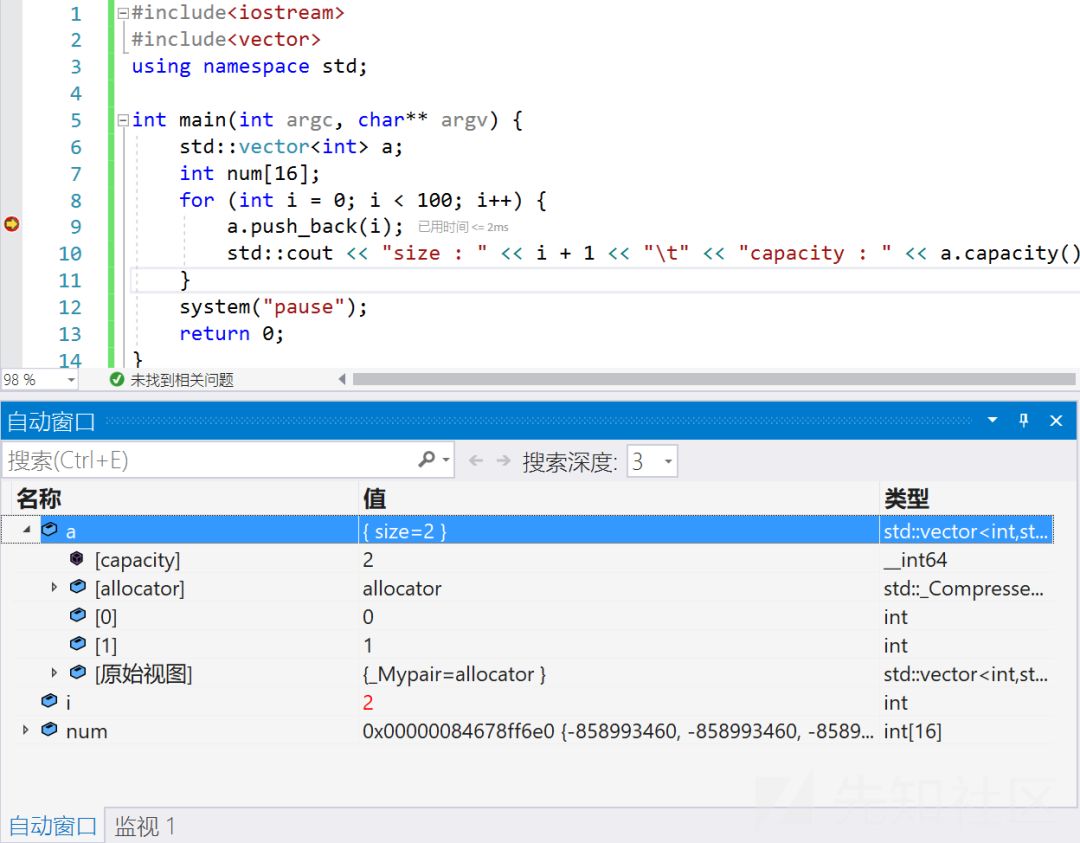 1 #include<iostream>
2 #include<vector>
3 using namespace std;
4
5 int main(int argc, char** argv) {
6 std::vector<int> a;
7 int num[16];
8 for (int i = 0; i < 100; i++) {
9 a.push_back(i); 已用时间 <= 2ms
10 std::cout << "size : " << i + 1 << "\t" << "capacity : " << a.capacity()
11 }
12 system("pause");
13 return 0;
14 }
98 % 未找到相关问题
自动窗口
搜索(Ctrl+E) 搜索深度: 3
名称 值 类型
a { size=2 } std::vector<int,st...
[capacity] 2 __int64
[allocator] allocator std::_Compresse...
[0] 0 int
[1] 1 int
[原始视图] {_Mypair=allocator } std::vector<int,st...
i 2 int
num 0x00000084678ff6e0 {-858993460, -858993460, -8589... int[16]
先知社区
自动窗口 监视 1